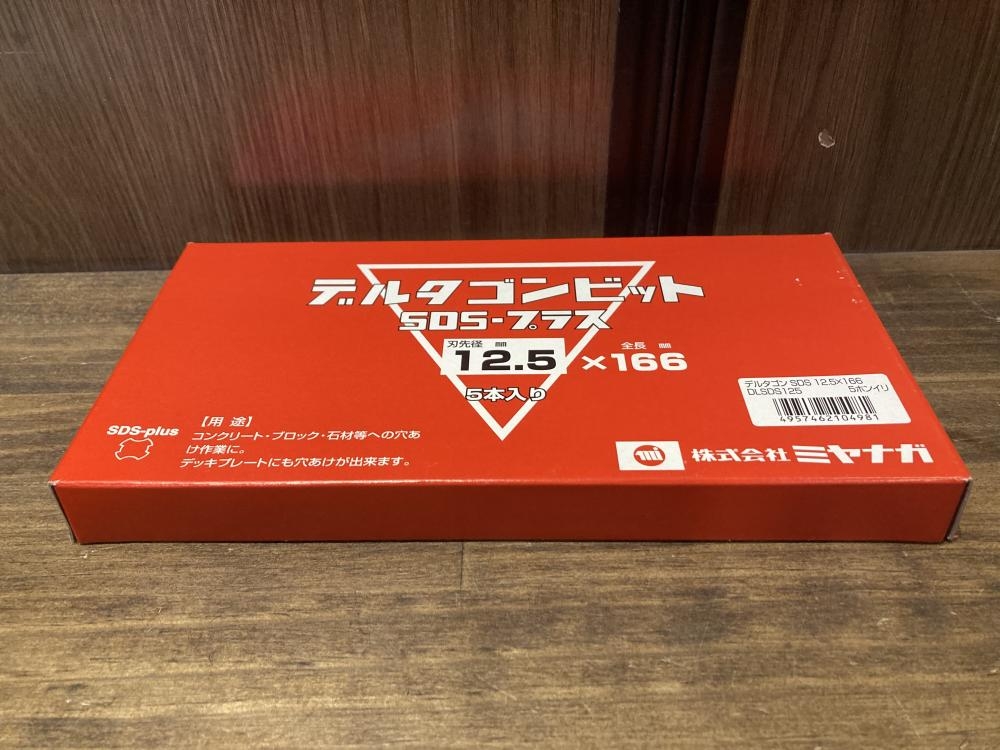 デルタゴンビット
SDS-プラス
刃先径 ㎜
全長 ㎜
12.5×166
5本入り
SDS-plus
【用 途】
コンクリート・ブロック・石材等への穴あ
け作業に。
デッキプレートにも穴あけが出来ます。
デルタゴン SDS 12.5×166
DLSDS125 5ホンイリ
4957462104981
mi 株式会社 ミヤナガ